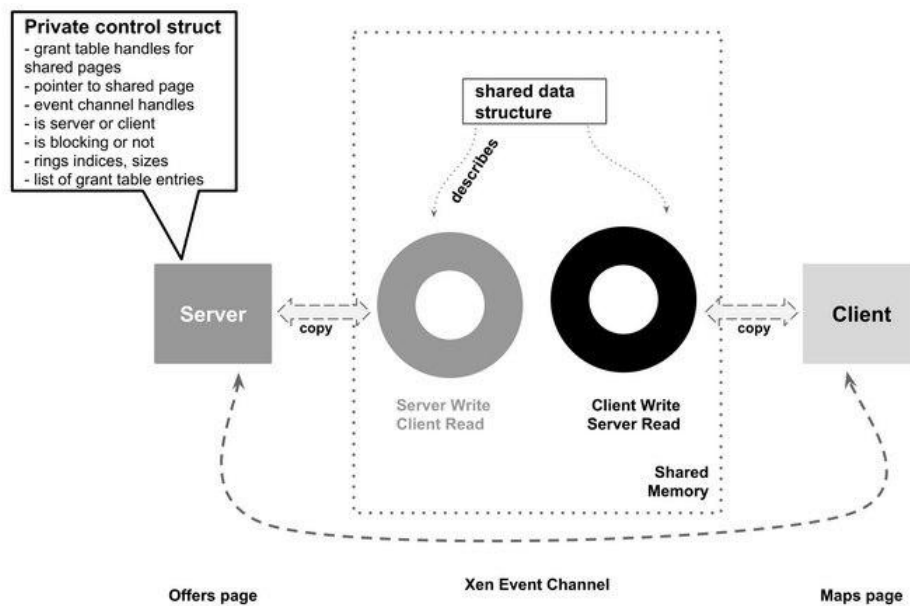 Private control struct
- grant table handles for
shared pages
- pointer to shared page
- event channel handles
- is server or client
- is blocking or not
- rings indices, sizes
- list of grant table entries
shared data
structure
describes
Server
copy
copy
Client
Server Write
Client Read
Client Write
Server Read
Shared
Memory
Xen Event Channel
Offers page
Maps page